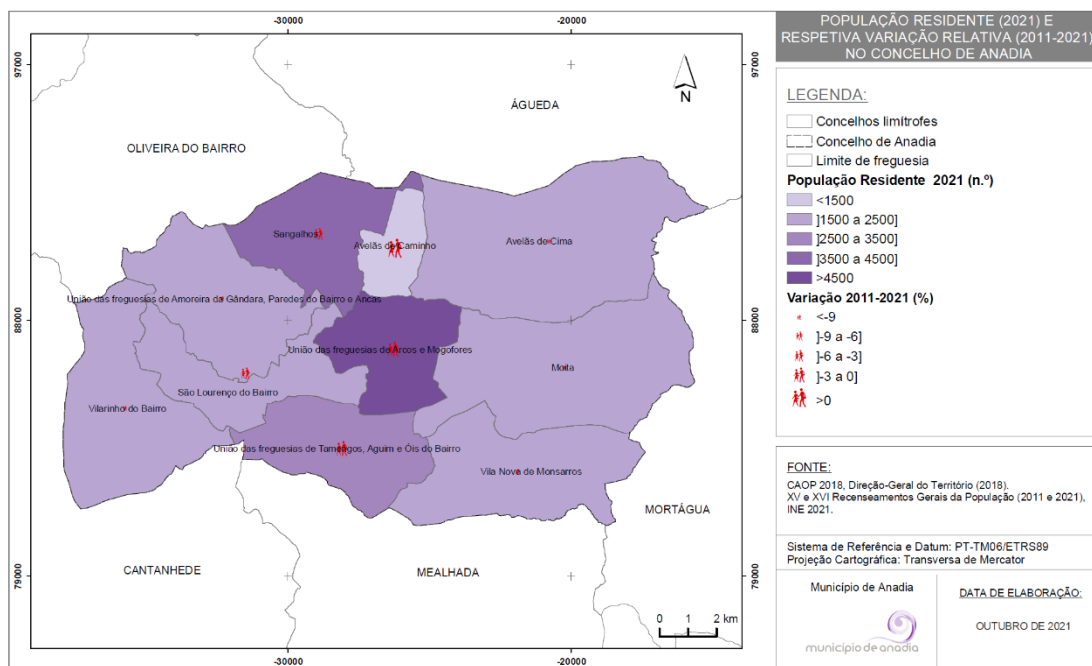 -30000
-20000
POPULAÇÃO RESIDENTE (2021) E
RESPETIVA VARIAÇÃO RELATIVA (2011-2021)
NO CONCELHO DE ANADIA
97000
97000
N
ÁGUEDA
OLIVEIRA DO BAIRRO
Sangalhos
Avelãs de Caminho
Avelãs de Cima
União das freguesias de Amoreira da Gândara, Paredes do Bairro e Ancas
88000
88000
União das freguesias de Arcos e Mogofores
Moita
São Lourenço do Bairro
Vilarinho do Bairro
União das freguesias de Tamengos, Aguim e Óis do Bairro
Vila Nova de Monsarros
MORTÁGUA
CANTANHEDE
MEALHADA
79000
79000
0 1 2 km
-30000
-20000
LEGENDA:
Concelhos limítrofes
Concelho de Anadia
Limite de freguesia
População Residente 2021 (n.º)
<1500
]1500 a 2500]
]2500 a 3500]
]3500 a 4500]
>4500
Variação 2011-2021 (%)
<-9
]-9 a -6]
]-6 a -3]
]-3 a 0]
>0
FONTE:
CAOP 2018, Direção-Geral do Território (2018).
XV e XVI Recenseamentos Gerais da População (2011 e 2021),
INE 2021.
Sistema de Referência e Datum: PT-TM06/ETRS89
Projeção Cartográfica: Transversa de Mercator
Município de Anadia
município de anadia
DATA DE ELABORAÇÃO:
OUTUBRO DE 2021